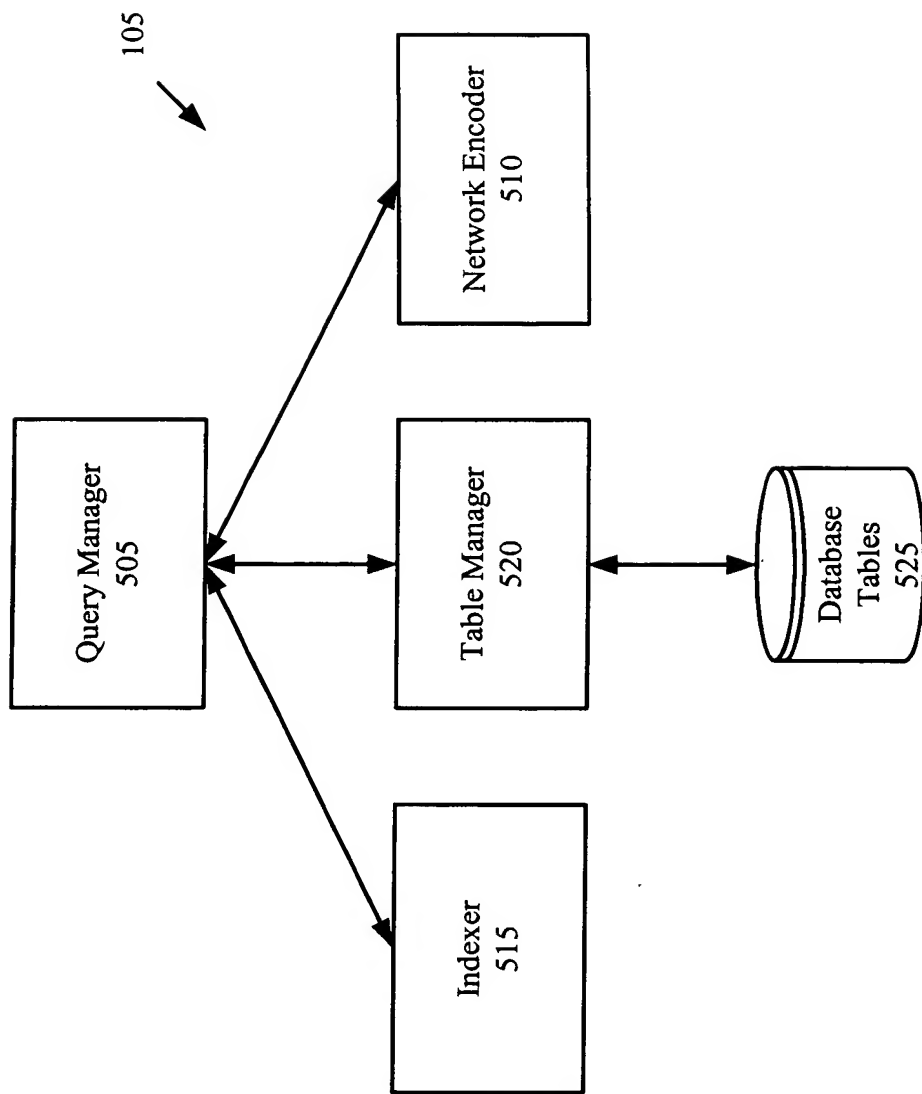 105
Query Manager
505
Indexer
515
Table Manager
520
Network Encoder
510
Database
Tables
525